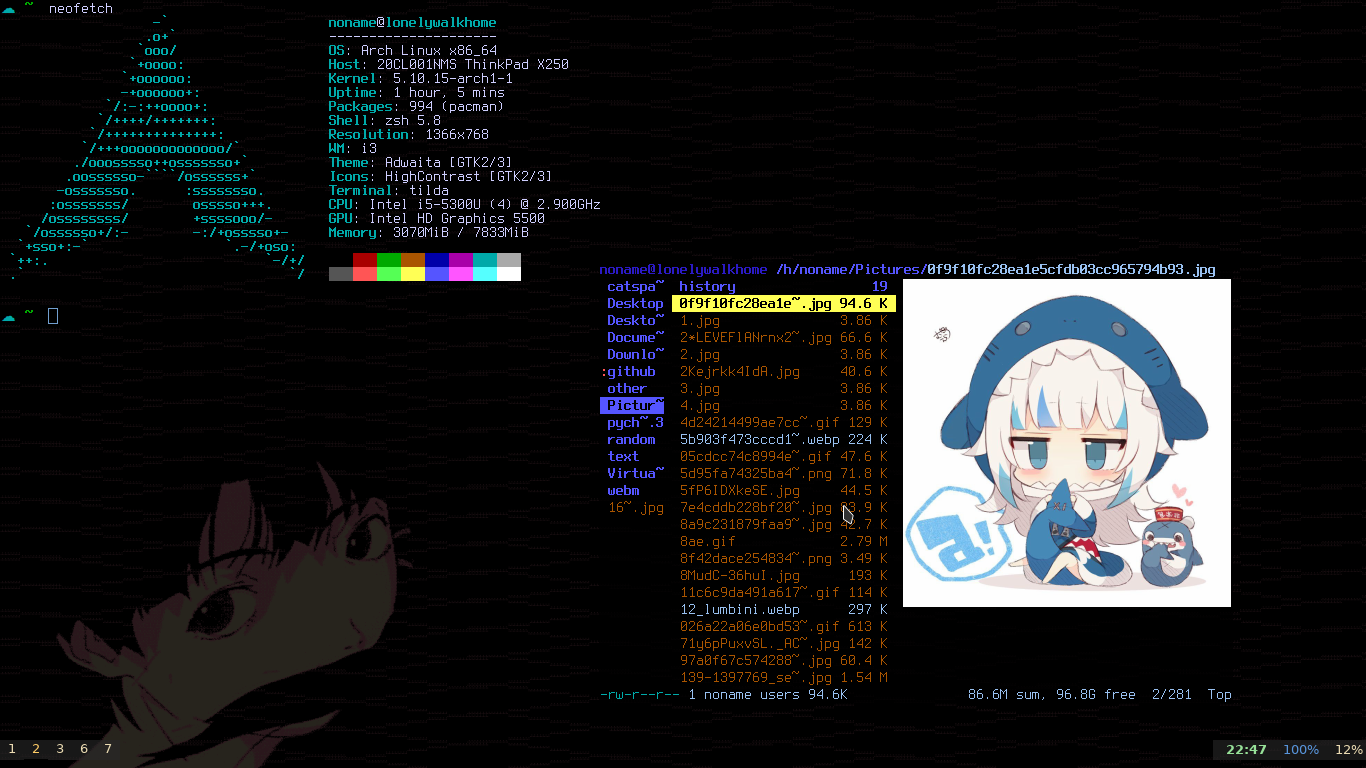 ~ neofetch
noname@lonelywalkhome
---------------------
OS: Arch Linux x86_64
Host: 20CL001NMS ThinkPad X250
Kernel: 5.10.15-arch1-1
Uptime: 1 hour, 5 mins
Packages: 994 (pacman)
Shell: zsh 5.8
Resolution: 1366x768
WM: i3
Theme: Adwaita [GTK2/3]
Icons: HighContrast [GTK2/3]
Terminal: tilda
CPU: Intel i5-5300U (4) @ 2.900GHz
GPU: Intel HD Graphics 5500
Memory: 3070MiB / 7833MiB
~
noname@lonelywalkhome /h/noname/Pictures/0f9f10fc28ea1e5cfdb03cc965794b93.jpg
catspa~ history 19
Desktop 0f9f10fc28ea1e~.jpg 94.6 K
Deskto~ 1.jpg 3.86 K
Docume~ 2*LEVEFlANrnx2~.jpg 66.6 K
Downlo~ 2.jpg 3.86 K
:github 2Kejrkk4IdA.jpg 40.6 K
other 3.jpg 3.86 K
Pictur~ 4.jpg 3.86 K
pych~.3 4d24214499ae7cc~.gif 129 K
random 5b903f473cccd1~.webp 224 K
text 05cdcc74c8994e~.gif 47.6 K
Virtua~ 5d95fa74325ba4~.png 71.8 K
webm 5fP6IDXkeSE.jpg 44.5 K
16~.jpg 7e4cddb228bf20~.jpg 93.9 K
8a9c231879faa9~.jpg 42.7 K
8ae.gif 2.79 M
8f42dace254834~.png 3.49 K
8MudC-36huI.jpg 193 K
11c6c9da491a617~.gif 114 K
12_lumbini.webp 297 K
026a22a06e0bd53~.gif 613 K
71y6pPuxvSL._AC~.jpg 142 K
97a0f67c574288~.jpg 60.4 K
139-1397769_se~.jpg 1.54 M
a!
-rw-r--r-- 1 noname users 94.6K 86.6M sum, 96.8G free 2/281 Top
1 2 3 6 7 22:47 100% 12%